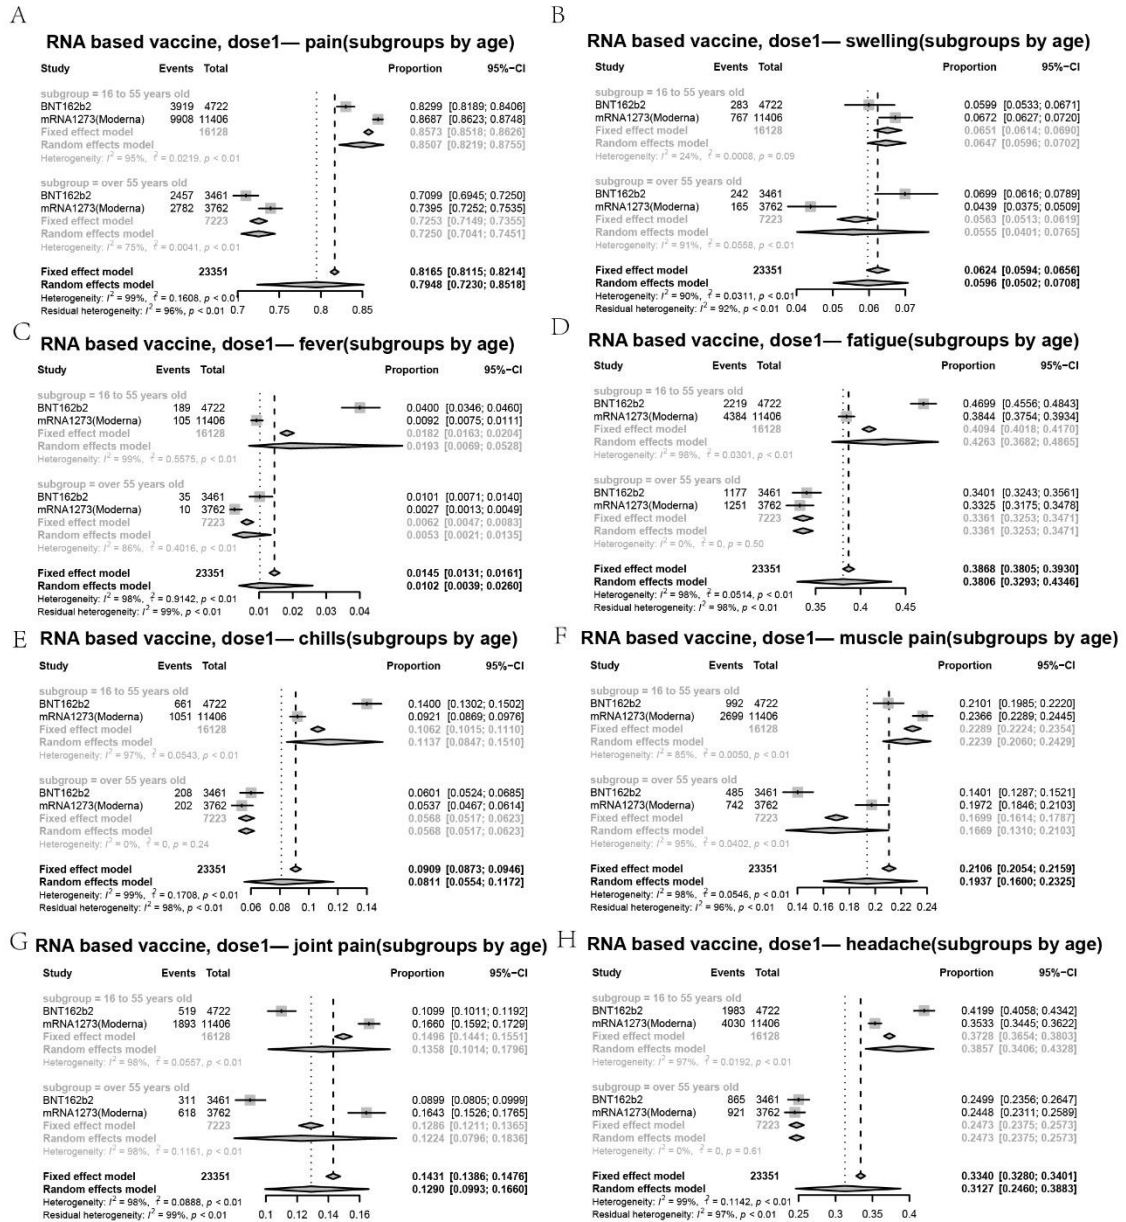 A
RNA based vaccine, dose1— pain(subgroups by age)
Study Events Total Proportion 95%−CI
subgroup = 16 to 55 years old
BNT162b2 3919 4722 0.8299 [0.8189; 0.8406]
mRNA1273(Moderna) 9908 11406 0.8687 [0.8623; 0.8748]
Fixed effect model 16128 0.8573 [0.8518; 0.8626]
Random effects model 0.8507 [0.8219; 0.8755]
Heterogeneity: I² = 95%, τ² = 0.0219, p < 0.01
subgroup = over 55 years old
BNT162b2 2457 3461 0.7099 [0.6945; 0.7250]
mRNA1273(Moderna) 2782 3762 0.7395 [0.7252; 0.7535]
Fixed effect model 7223 0.7253 [0.7149; 0.7355]
Random effects model 0.7250 [0.7041; 0.7451]
Heterogeneity: I² = 75%, τ² = 0.0041, p < 0.01
Fixed effect model 23351 0.8165 [0.8115; 0.8214]
Random effects model 0.7948 [0.7230; 0.8518]
Heterogeneity: I² = 99%, τ² = 0.1608, p < 0.01
Residual heterogeneity: I² = 96%, p < 0.01
0.7 0.75 0.8 0.85
B
RNA based vaccine, dose1— swelling(subgroups by age)
Study Events Total Proportion 95%−CI
subgroup = 16 to 55 years old
BNT162b2 283 4722 0.0599 [0.0533; 0.0671]
mRNA1273(Moderna) 767 11406 0.0672 [0.0627; 0.0720]
Fixed effect model 16128 0.0651 [0.0614; 0.0690]
Random effects model 0.0647 [0.0596; 0.0702]
Heterogeneity: I² = 24%, τ² = 0.0008, p = 0.09
subgroup = over 55 years old
BNT162b2 242 3461 0.0699 [0.0616; 0.0789]
mRNA1273(Moderna) 165 3762 0.0439 [0.0375; 0.0509]
Fixed effect model 7223 0.0563 [0.0513; 0.0619]
Random effects model 0.0555 [0.0401; 0.0765]
Heterogeneity: I² = 91%, τ² = 0.0558, p < 0.01
Fixed effect model 23351 0.0624 [0.0594; 0.0656]
Random effects model 0.0596 [0.0502; 0.0708]
Heterogeneity: I² = 90%, τ² = 0.0311, p < 0.01
Residual heterogeneity: I² = 92%, p < 0.01
0.04 0.05 0.06 0.07
C
RNA based vaccine, dose1— fever(subgroups by age)
Study Events Total Proportion 95%−CI
subgroup = 16 to 55 years old
BNT162b2 189 4722 0.0400 [0.0346; 0.0460]
mRNA1273(Moderna) 105 11406 0.0092 [0.0075; 0.0111]
Fixed effect model 16128 0.0182 [0.0163; 0.0204]
Random effects model 0.0193 [0.0069; 0.0528]
Heterogeneity: I² = 99%, τ² = 0.5575, p < 0.01
subgroup = over 55 years old
BNT162b2 35 3461 0.0101 [0.0071; 0.0140]
mRNA1273(Moderna) 10 3762 0.0027 [0.0013; 0.0049]
Fixed effect model 7223 0.0062 [0.0047; 0.0083]
Random effects model 0.0053 [0.0021; 0.0135]
Heterogeneity: I² = 86%, τ² = 0.4016, p < 0.01
Fixed effect model 23351 0.0145 [0.0131; 0.0161]
Random effects model 0.0102 [0.0039; 0.0260]
Heterogeneity: I² = 98%, τ² = 0.9142, p < 0.01
Residual heterogeneity: I² = 99%, p < 0.01
0.01 0.02 0.03 0.04
D
RNA based vaccine, dose1— fatigue(subgroups by age)
Study Events Total Proportion 95%−CI
subgroup = 16 to 55 years old
BNT162b2 2219 4722 0.4699 [0.4556; 0.4843]
mRNA1273(Moderna) 4384 11406 0.3844 [0.3754; 0.3934]
Fixed effect model 16128 0.4094 [0.4018; 0.4170]
Random effects model 0.4263 [0.3682; 0.4865]
Heterogeneity: I² = 98%, τ² = 0.0301, p < 0.01
subgroup = over 55 years old
BNT162b2 1177 3461 0.3401 [0.3243; 0.3561]
mRNA1273(Moderna) 1251 3762 0.3325 [0.3175; 0.3478]
Fixed effect model 7223 0.3361 [0.3253; 0.3471]
Random effects model 0.3361 [0.3253; 0.3471]
Heterogeneity: I² = 0%, τ² = 0, p = 0.50
Fixed effect model 23351 0.3868 [0.3805; 0.3930]
Random effects model 0.3806 [0.3293; 0.4346]
Heterogeneity: I² = 98%, τ² = 0.0514, p < 0.01
Residual heterogeneity: I² = 98%, p < 0.01
0.35 0.4 0.45
E
RNA based vaccine, dose1— chills(subgroups by age)
Study Events Total Proportion 95%−CI
subgroup = 16 to 55 years old
BNT162b2 661 4722 0.1400 [0.1302; 0.1502]
mRNA1273(Moderna) 1051 11406 0.0921 [0.0869; 0.0976]
Fixed effect model 16128 0.1062 [0.1015; 0.1110]
Random effects model 0.1137 [0.0847; 0.1510]
Heterogeneity: I² = 97%, τ² = 0.0543, p < 0.01
subgroup = over 55 years old
BNT162b2 208 3461 0.0601 [0.0524; 0.0685]
mRNA1273(Moderna) 202 3762 0.0537 [0.0467; 0.0614]
Fixed effect model 7223 0.0568 [0.0517; 0.0623]
Random effects model 0.0568 [0.0517; 0.0623]
Heterogeneity: I² = 0%, τ² = 0, p = 0.24
Fixed effect model 23351 0.0909 [0.0873; 0.0946]
Random effects model 0.0811 [0.0554; 0.1172]
Heterogeneity: I² = 99%, τ² = 0.1708, p < 0.01
Residual heterogeneity: I² = 98%, p < 0.01
0.06 0.08 0.1 0.12 0.14
F
RNA based vaccine, dose1— muscle pain(subgroups by age)
Study Events Total Proportion 95%−CI
subgroup = 16 to 55 years old
BNT162b2 992 4722 0.2101 [0.1985; 0.2220]
mRNA1273(Moderna) 2699 11406 0.2366 [0.2289; 0.2445]
Fixed effect model 16128 0.2289 [0.2224; 0.2354]
Random effects model 0.2239 [0.2060; 0.2429]
Heterogeneity: I² = 85%, τ² = 0.0050, p < 0.01
subgroup = over 55 years old
BNT162b2 485 3461 0.1401 [0.1287; 0.1521]
mRNA1273(Moderna) 742 3762 0.1972 [0.1846; 0.2103]
Fixed effect model 7223 0.1699 [0.1614; 0.1787]
Random effects model 0.1669 [0.1310; 0.2103]
Heterogeneity: I² = 95%, τ² = 0.0402, p < 0.01
Fixed effect model 23351 0.2106 [0.2054; 0.2159]
Random effects model 0.1937 [0.1600; 0.2325]
Heterogeneity: I² = 98%, τ² = 0.0546, p < 0.01
Residual heterogeneity: I² = 96%, p < 0.01
0.14 0.16 0.18 0.2 0.22 0.24
G
RNA based vaccine, dose1— joint pain(subgroups by age)
Study Events Total Proportion 95%−CI
subgroup = 16 to 55 years old
BNT162b2 519 4722 0.1099 [0.1011; 0.1192]
mRNA1273(Moderna) 1893 11406 0.1660 [0.1592; 0.1729]
Fixed effect model 16128 0.1496 [0.1441; 0.1551]
Random effects model 0.1358 [0.1014; 0.1796]
Heterogeneity: I² = 98%, τ² = 0.0557, p < 0.01
subgroup = over 55 years old
BNT162b2 311 3461 0.0899 [0.0805; 0.0999]
mRNA1273(Moderna) 618 3762 0.1643 [0.1526; 0.1765]
Fixed effect model 7223 0.1286 [0.1211; 0.1365]
Random effects model 0.1224 [0.0796; 0.1836]
Heterogeneity: I² = 98%, τ² = 0.1161, p < 0.01
Fixed effect model 23351 0.1431 [0.1386; 0.1476]
Random effects model 0.1290 [0.0993; 0.1660]
Heterogeneity: I² = 98%, τ² = 0.0888, p < 0.01
Residual heterogeneity: I² = 99%, p < 0.01
0.1 0.12 0.14 0.16
H
RNA based vaccine, dose1— headache(subgroups by age)
Study Events Total Proportion 95%−CI
subgroup = 16 to 55 years old
BNT162b2 1983 4722 0.4199 [0.4058; 0.4342]
mRNA1273(Moderna) 4030 11406 0.3533 [0.3445; 0.3622]
Fixed effect model 16128 0.3728 [0.3654; 0.3803]
Random effects model 0.3857 [0.3406; 0.4328]
Heterogeneity: I² = 97%, τ² = 0.0192, p < 0.01
subgroup = over 55 years old
BNT162b2 865 3461 0.2499 [0.2356; 0.2647]
mRNA1273(Moderna) 921 3762 0.2448 [0.2311; 0.2589]
Fixed effect model 7223 0.2473 [0.2375; 0.2573]
Random effects model 0.2473 [0.2375; 0.2573]
Heterogeneity: I² = 0%, τ² = 0, p = 0.61
Fixed effect model 23351 0.3340 [0.3280; 0.3401]
Random effects model 0.3127 [0.2460; 0.3883]
Heterogeneity: I² = 99%, τ² = 0.1142, p < 0.01
Residual heterogeneity: I² = 97%, p < 0.01
0.25 0.3 0.35 0.4